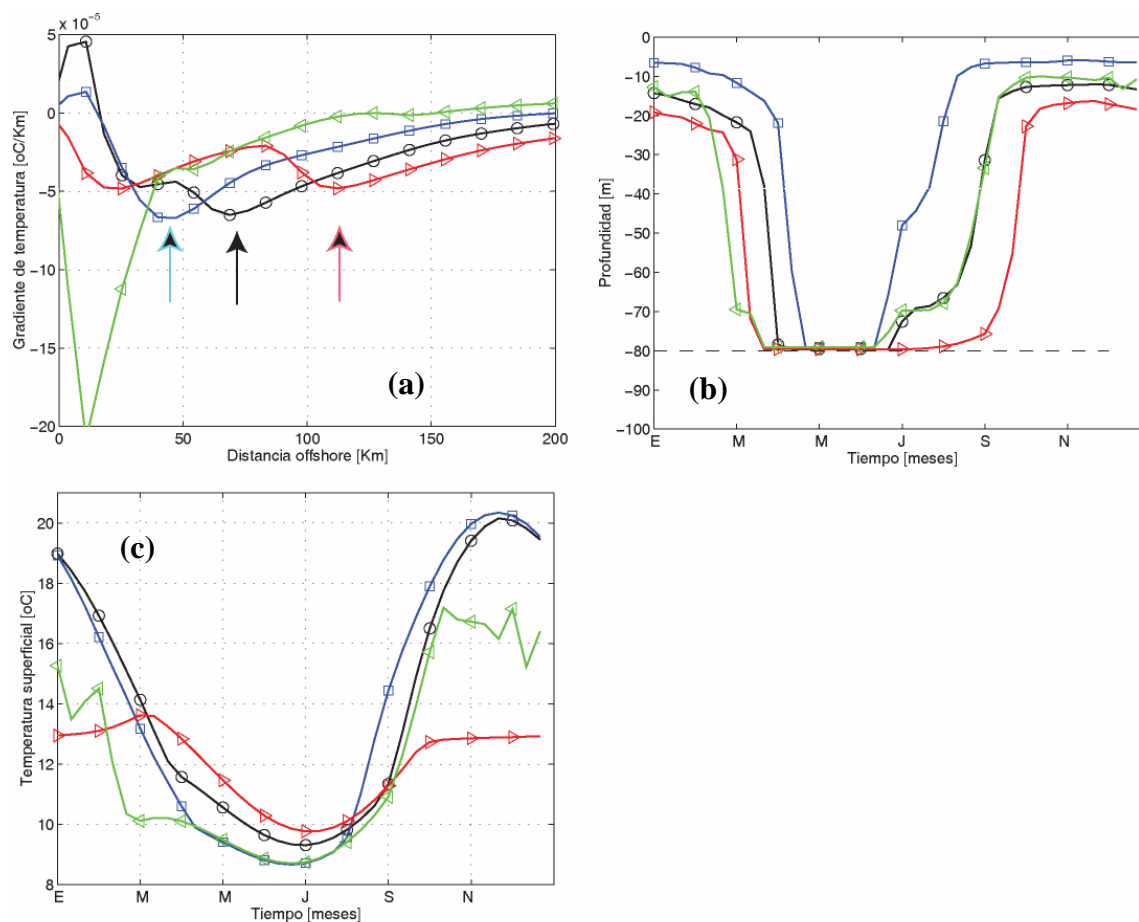 x 10⁻⁵
5
0
−5
−10
−15
−20
0
50
100
150
200
Gradiente de temperatura [oC/Km]
Distancia offshore [Km]
(a)
0
−10
−20
−30
−40
−50
−60
−70
−80
−90
−100
E
M
M
J
S
N
Profundidad [m]
Tiempo [meses]
(b)
20
18
16
14
12
10
8
E
M
M
J
S
N
Temperatura superficial [oC]
Tiempo [meses]
(c)